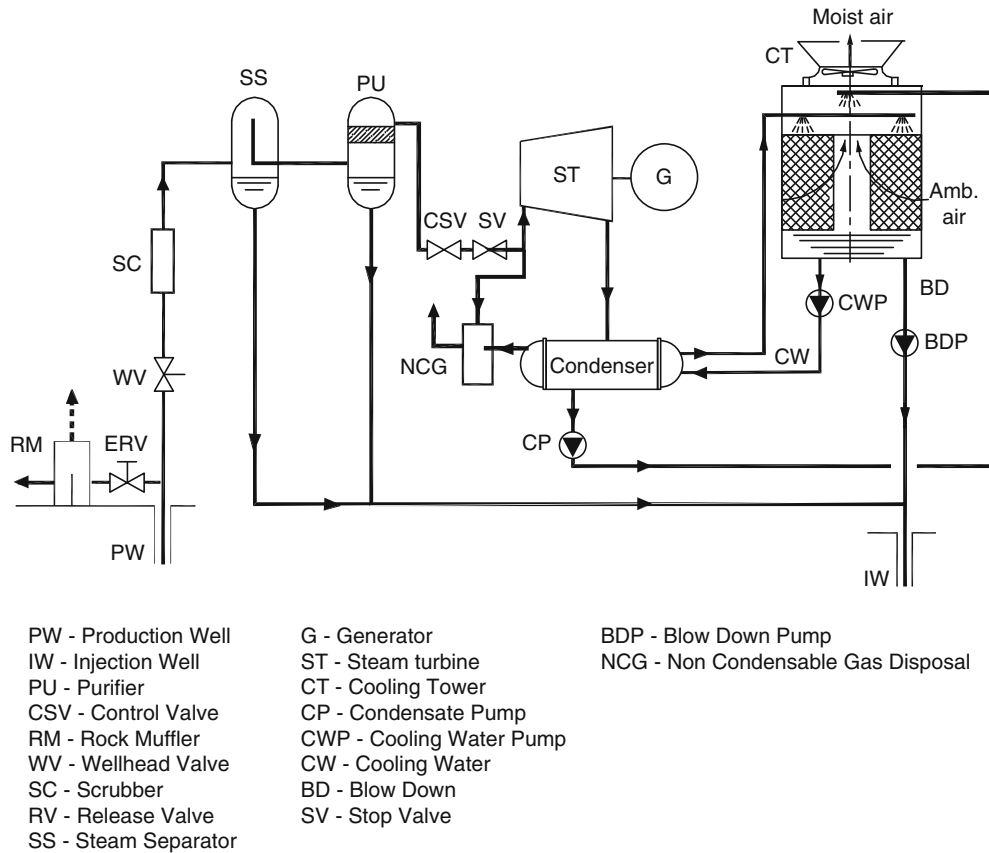 Moist air
CT
SS
PU
ST
G
Amb.
air
CSV
SV
SC
BD
CWP
NCG
Condenser
CW
BDP
WV
RM
ERV
CP
PW
IW
PW - Production Well
IW - Injection Well
PU - Purifier
CSV - Control Valve
RM - Rock Muffler
WV - Wellhead Valve
SC - Scrubber
RV - Release Valve
SS - Steam Separator
G - Generator
ST - Steam turbine
CT - Cooling Tower
CP - Condensate Pump
CWP - Cooling Water Pump
CW - Cooling Water
BD - Blow Down
SV - Stop Valve
BDP - Blow Down Pump
NCG - Non Condensable Gas Disposal